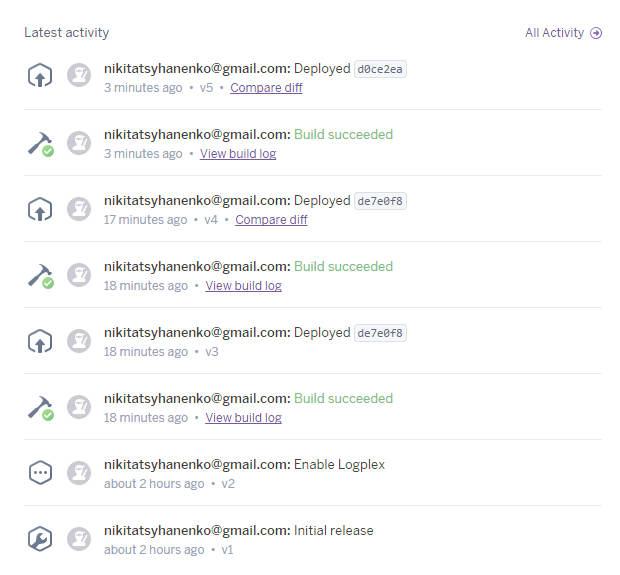 Latest activity
All Activity
nikitatsyhanenko@gmail.com: Deployed d0ce2ea
3 minutes ago • v5 • Compare diff
nikitatsyhanenko@gmail.com: Build succeeded
3 minutes ago • View build log
nikitatsyhanenko@gmail.com: Deployed de7e0f8
17 minutes ago • v4 • Compare diff
nikitatsyhanenko@gmail.com: Build succeeded
18 minutes ago • View build log
nikitatsyhanenko@gmail.com: Deployed de7e0f8
18 minutes ago • v3
nikitatsyhanenko@gmail.com: Build succeeded
18 minutes ago • View build log
nikitatsyhanenko@gmail.com: Enable Logplex
about 2 hours ago • v2
nikitatsyhanenko@gmail.com: Initial release
about 2 hours ago • v1